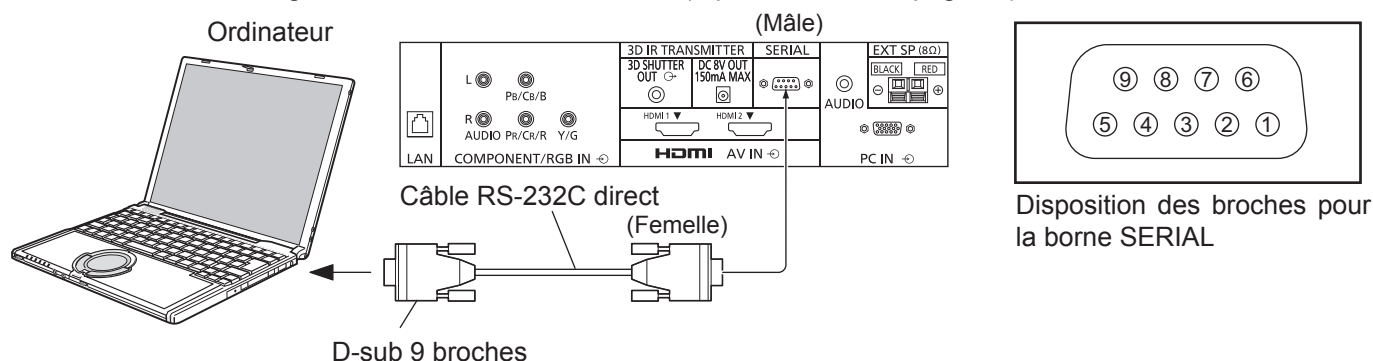 Ordinateur
(Mâle)
3D IR TRANSMITTER
SERIAL
EXT SP (8Ω)
3D SHUTTER
OUT
DC 8V OUT
150mA MAX
BLACK
RED
L
PB/CB/B
R
AUDIO PR/CR/R Y/G
AUDIO
HDMI 1
HDMI 2
LAN
COMPONENT/RGB IN
HDMI AV IN
PC IN
Câble RS-232C direct
(Femelle)
D-sub 9 broches
9 8 7 6
5 4 3 2 1
Disposition des broches pour
la borne SERIAL